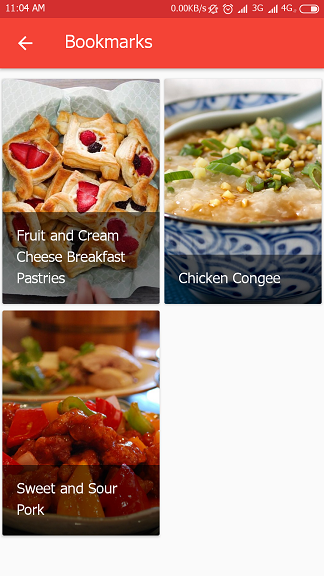 11:04 AM 0.00KB/s 3G 4G
Bookmarks
Fruit and Cream
Cheese Breakfast
Pastries
Chicken Congee
Sweet and Sour
Pork